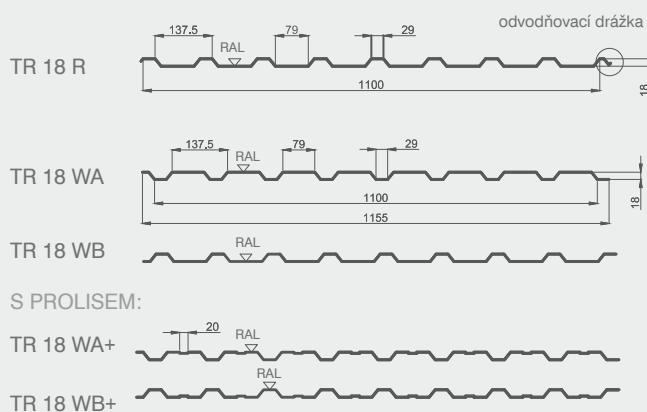 odvodňovací drážka
137.5
79
29
RAL
TR 18 R
1100
18
137.5
RAL
79
29
TR 18 WA
1100
18
1155
TR 18 WB
RAL
S PROLISEM:
20
RAL
TR 18 WA+
RAL
TR 18 WB+